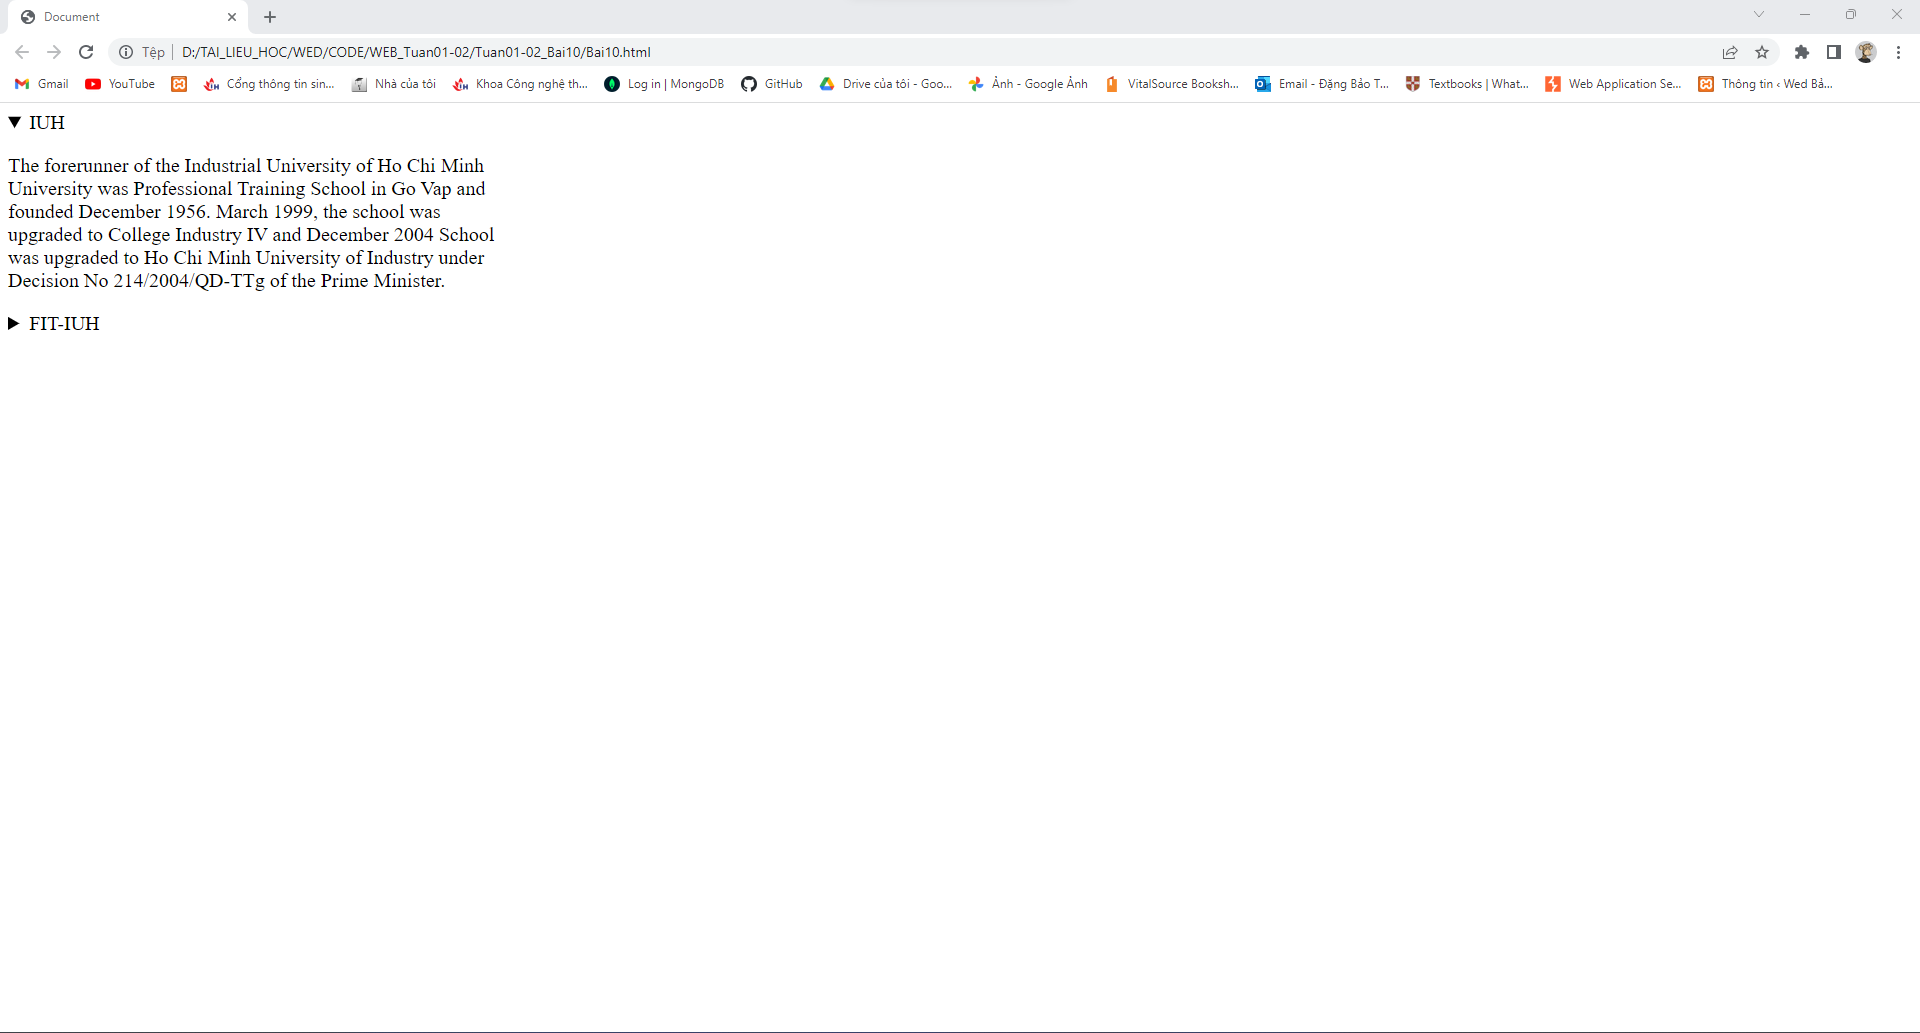 Document
Tệp D:/TAI_LIEU_HOC/WED/CODE/WEB_Tuan01-02/Tuan01-02_Bai10/Bai10.html
Gmail YouTube Cổng thông tin sin... Nhà của tôi Khoa Công nghệ th... Log in | MongoDB GitHub Drive của tôi - Goo... Ảnh - Google Ảnh VitalSource Booksh... Email - Đặng Bảo T... Textbooks | What... Web Application Se... Thông tin ‹ Wed Bả...
IUH
The forerunner of the Industrial University of Ho Chi Minh
University was Professional Training School in Go Vap and
founded December 1956. March 1999, the school was
upgraded to College Industry IV and December 2004 School
was upgraded to Ho Chi Minh University of Industry under
Decision No 214/2004/QD-TTg of the Prime Minister.
FIT-IUH